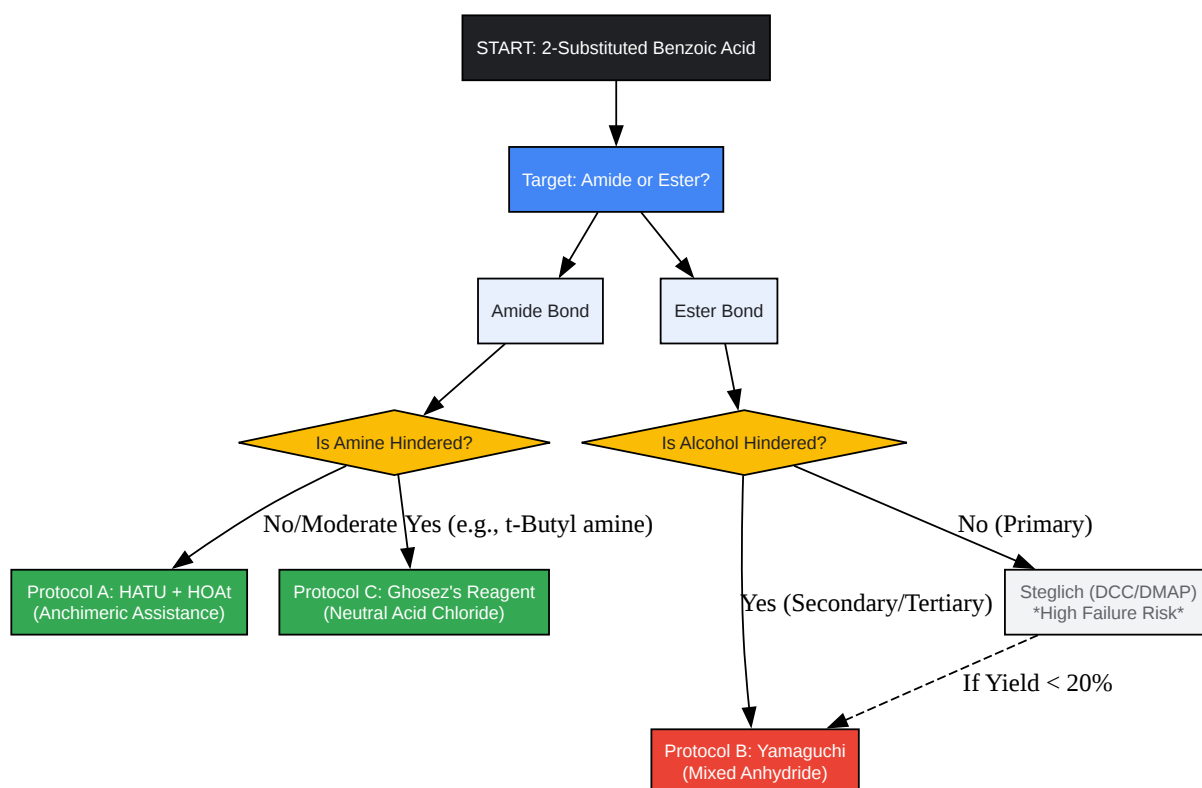 START: 2-Substituted Benzoic Acid
Target: Amide or Ester?
Amide Bond
Ester Bond
Is Amine Hindered?
Is Alcohol Hindered?
No/Moderate
Yes (e.g., t-Butyl amine)
No (Primary)
Protocol A: HATU + HOAt
(Anchimeric Assistance)
Protocol C: Ghosez's Reagent
(Neutral Acid Chloride)
Yes (Secondary/Tertiary)
Steglich (DCC/DMAP)
*High Failure Risk*
If Yield < 20%
Protocol B: Yamaguchi
(Mixed Anhydride)